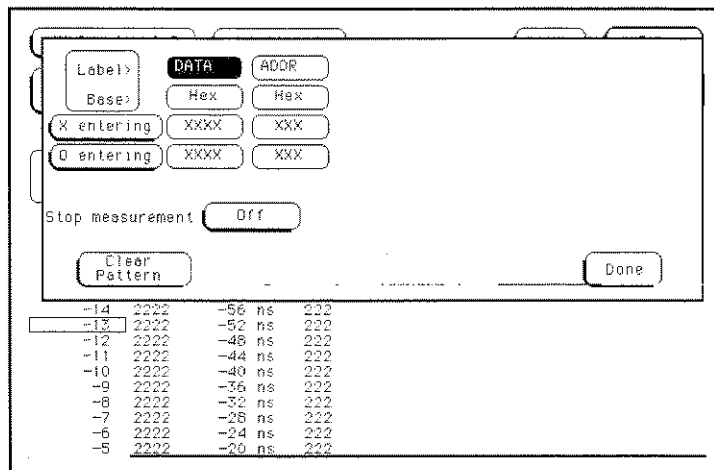 Label> DATA ADDR
Base> Hex Hex
X entering XXXX XXX
O entering XXXX XXX
Stop measurement Off
Clear
Pattern
Done
-14 2222 -56 ns 222
-13 2222 -52 ns 222
-12 2222 -48 ns 222
-11 2222 -44 ns 222
-10 2222 -40 ns 222
-9 2222 -36 ns 222
-8 2222 -32 ns 222
-7 2222 -28 ns 222
-6 2222 -24 ns 222
-5 2222 -20 ns 222